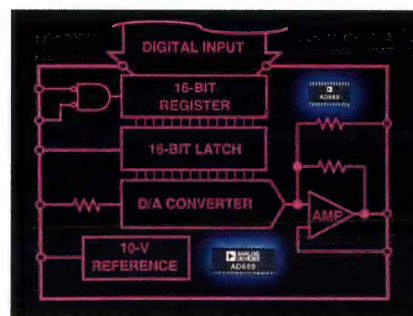 DIGITAL INPUT
16-BIT
REGISTER
AD669
16-BIT LATCH
D/A CONVERTER
AMP
10-V
REFERENCE
ANALOG
DEVICES
AD669